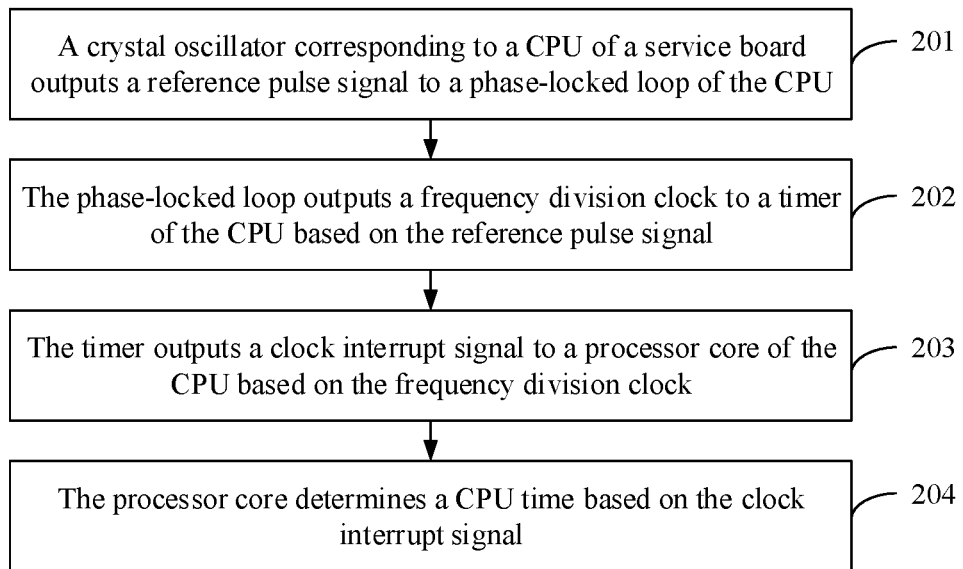 A crystal oscillator corresponding to a CPU of a service board
outputs a reference pulse signal to a phase-locked loop of the CPU
201
The phase-locked loop outputs a frequency division clock to a timer
of the CPU based on the reference pulse signal
202
The timer outputs a clock interrupt signal to a processor core of the
CPU based on the frequency division clock
203
The processor core determines a CPU time based on the clock
interrupt signal
204